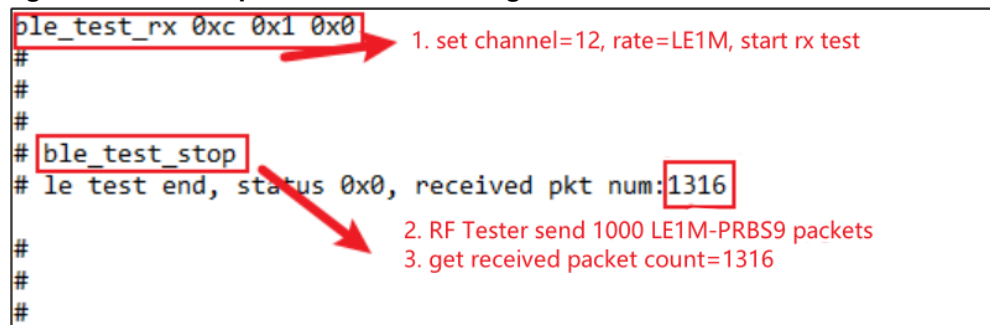 ble_test_rx 0xc 0x1 0x0
1. set channel=12, rate=LE1M, start rx test
#
#
#
# ble_test_stop
# le test end, status 0x0, received pkt num:1316
2. RF Tester send 1000 LE1M-PRBS9 packets
#
3. get received packet count=1316
#
#